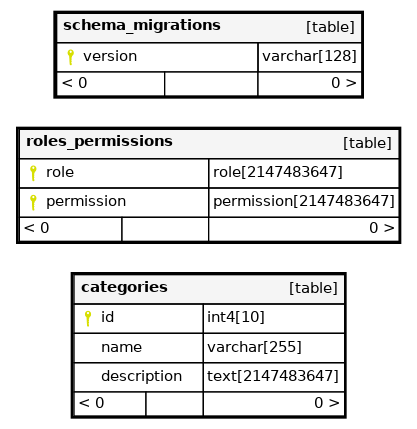 schema_migrations [table]
version varchar[128]
< 0 0 >
roles_permissions [table]
role role[2147483647]
permission permission[2147483647]
< 0 0 >
categories [table]
id int4[10]
name varchar[255]
description text[2147483647]
< 0 0 >